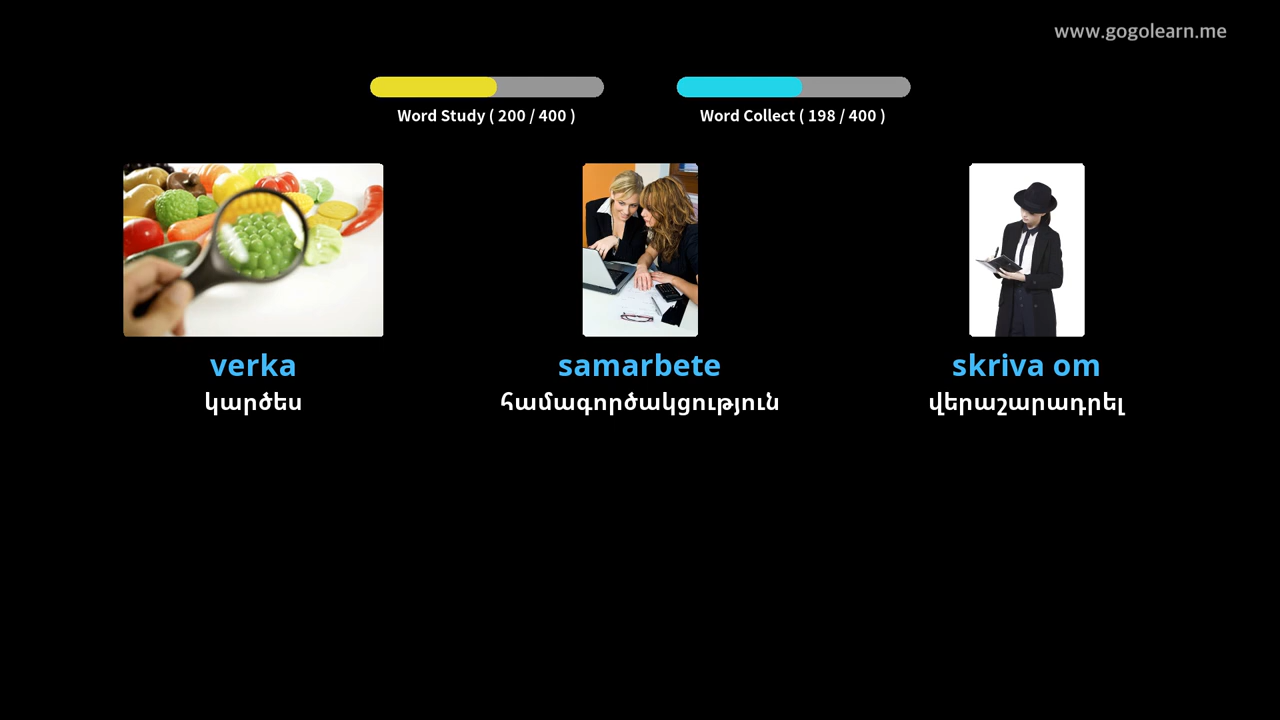 www.gogolearn.me
Word Study ( 200 / 400 )
Word Collect ( 198 / 400 )
verka
samarbete
skriva om
կարծես
համագործակցություն
վերաշարադրել